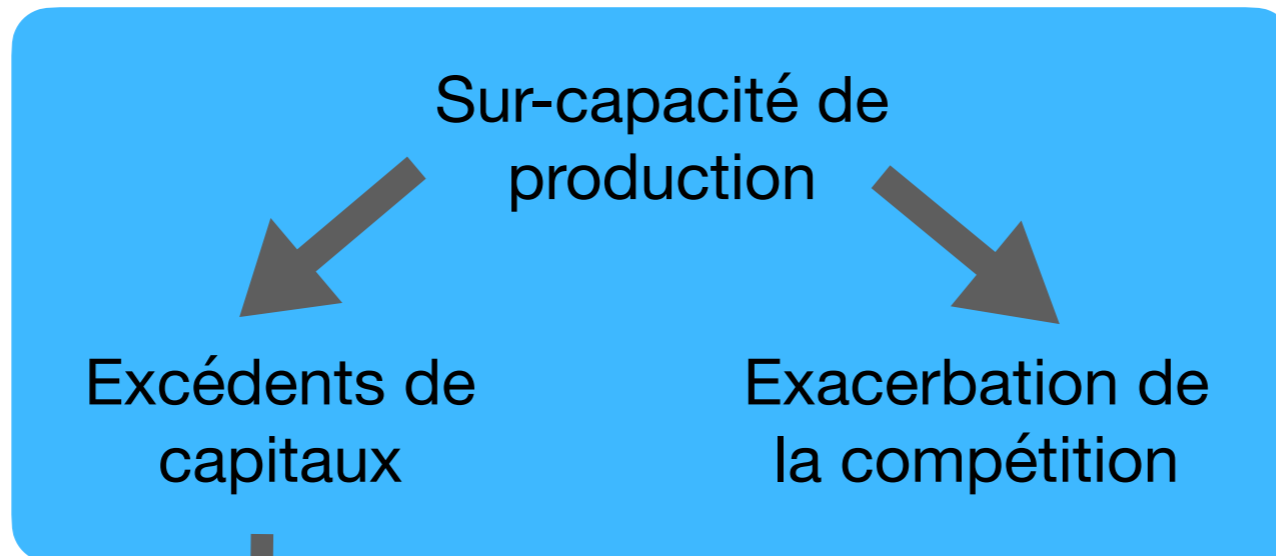 Sur-capacité de
production
Excédents de
capitaux
Exacerbation de
la compétition